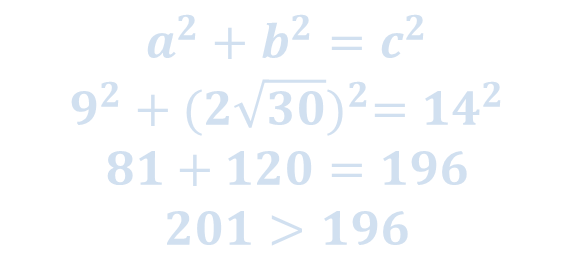 a² + b² = c²
9² + (2√30)² = 14²
81 + 120 = 196
201 > 196